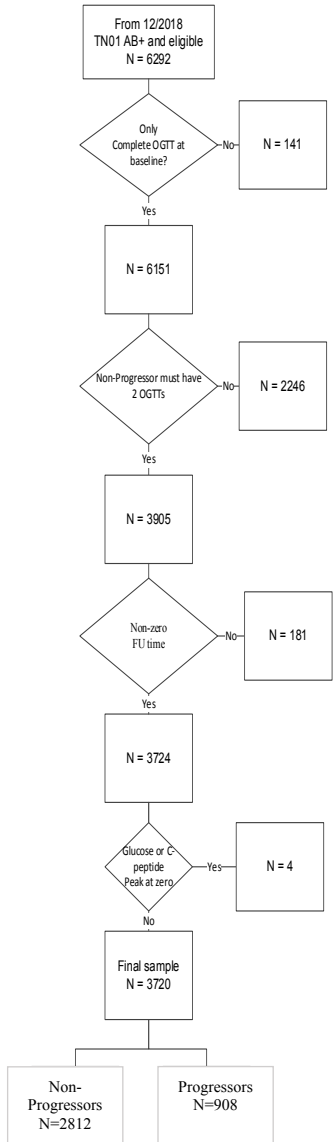 From 12/2018
TN01 AB+ and eligible
N = 6292
Only
Complete OGTT at
baseline?
No
N = 141
Yes
N = 6151
Non-Progressor must have
2 OGTTs
No
N = 2246
Yes
N = 3905
Non-zero
FU time
No
N = 181
Yes
N = 3724
Glucose or C-
peptide
Peak at zero
Yes
N = 4
No
Final sample
N = 3720
Non-
Progressors
N=2812
Progressors
N=908